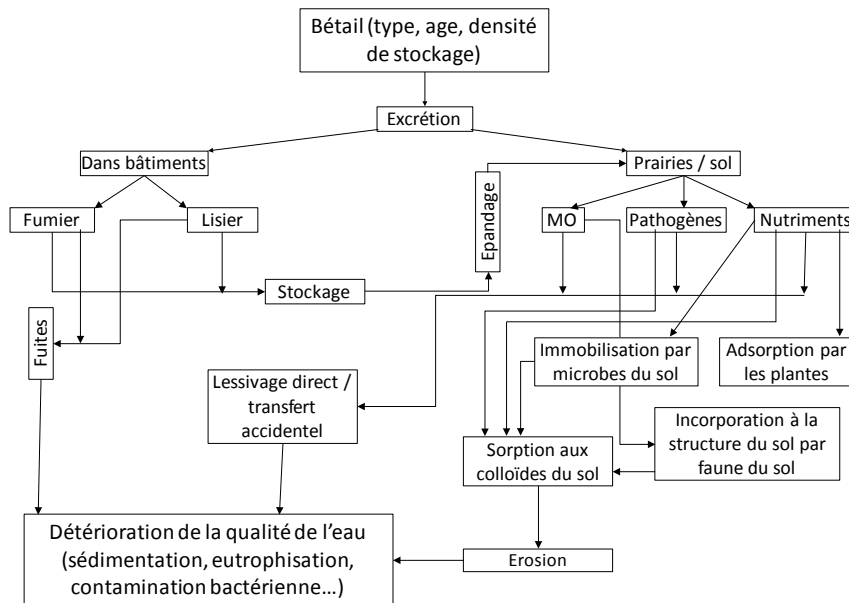 Bétail (type, age, densité
de stockage)
Excrétion
Dans bâtiments
Prairies / sol
Fumier
Lisier
Epandage
MO
Pathogènes
Nutriments
Stockage
Fuites
Immobilisation par
microbes du sol
Adsorption par
les plantes
Lessivage direct /
transfert
accidentel
Incorporation à la
structure du sol par
faune du sol
Sorption aux
colloïdes du sol
Détérioration de la qualité de l’eau
(sédimentation, eutrophisation,
contamination bactérienne…)
Erosion